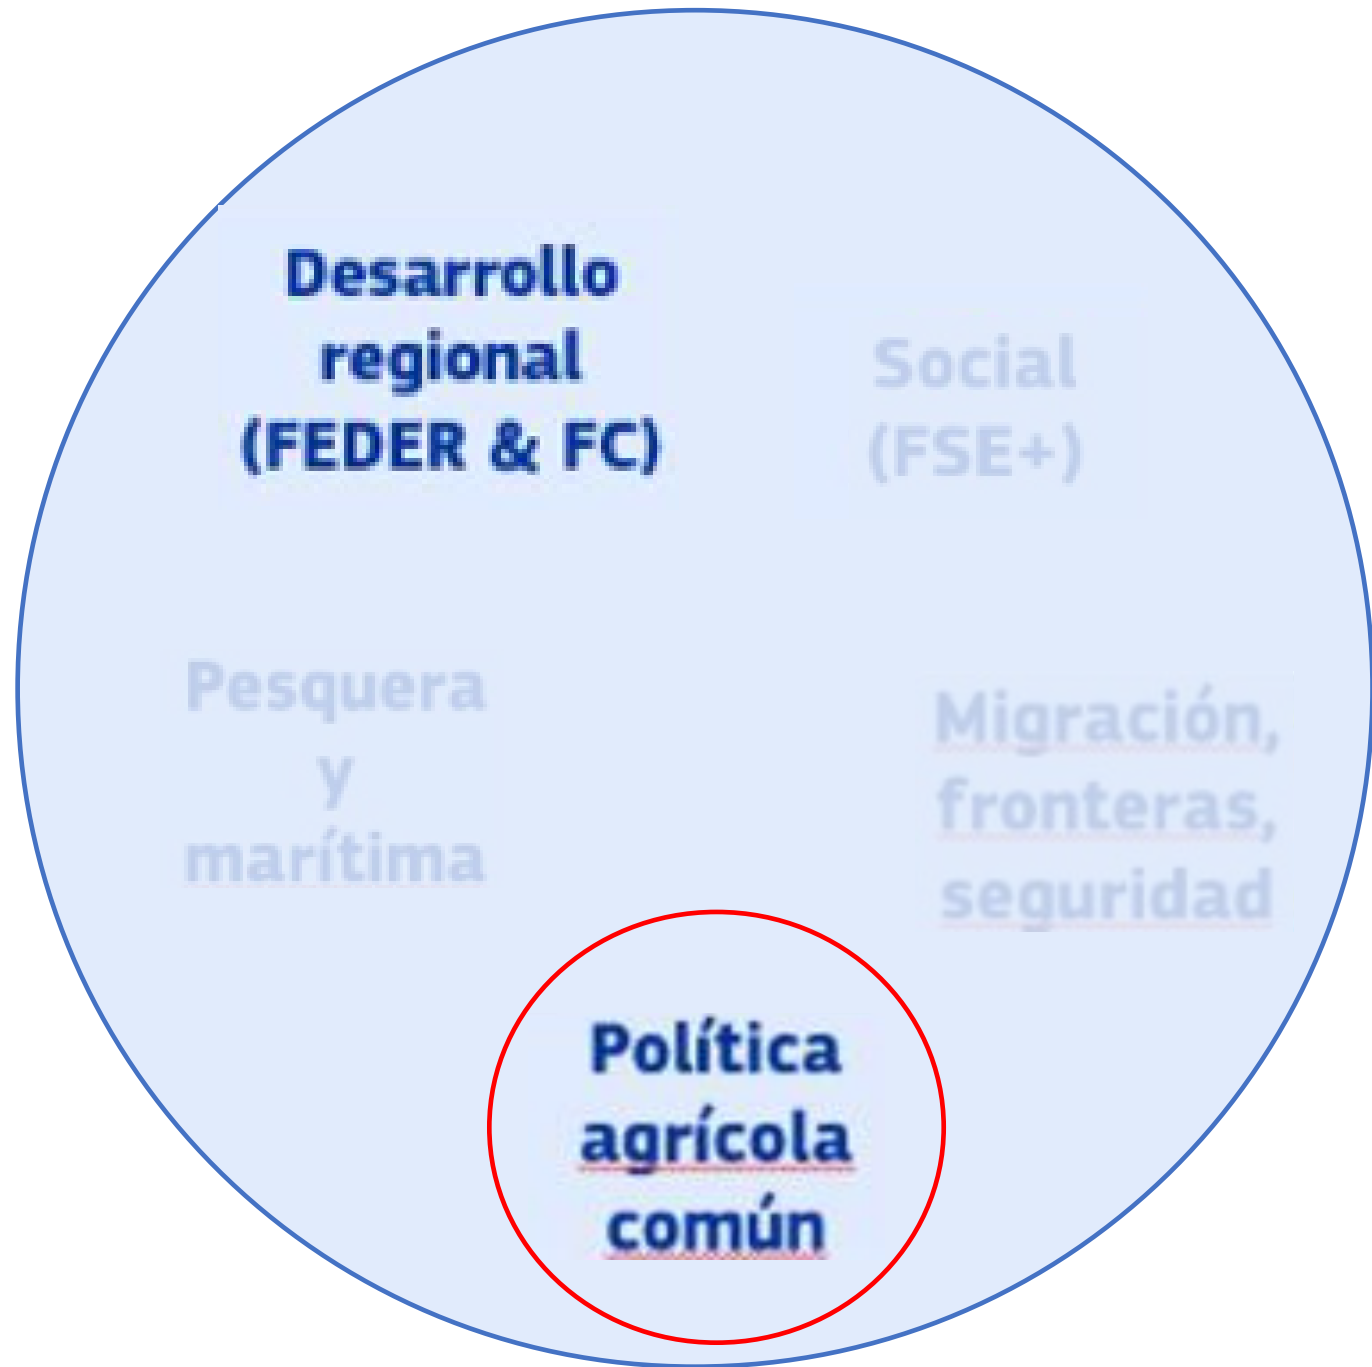 Desarrollo
regional
(FEDER & FC)
Social
(FSE+)
Pesquera
y
marítima
Migración,
fronteras,
seguridad
Política
agrícola
común